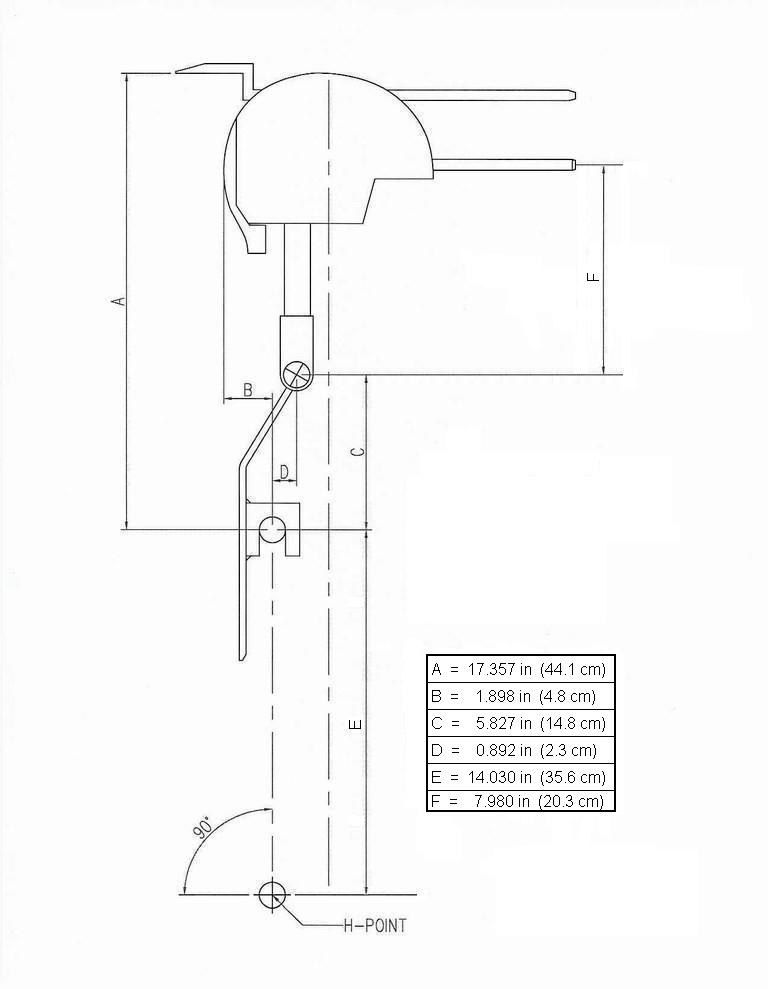 A
F
B
C
D
E
A = 17.357 in (44.1 cm)
B = 1.898 in (4.8 cm)
C = 5.827 in (14.8 cm)
D = 0.892 in (2.3 cm)
E = 14.030 in (35.6 cm)
F = 7.980 in (20.3 cm)
90°
H-POINT